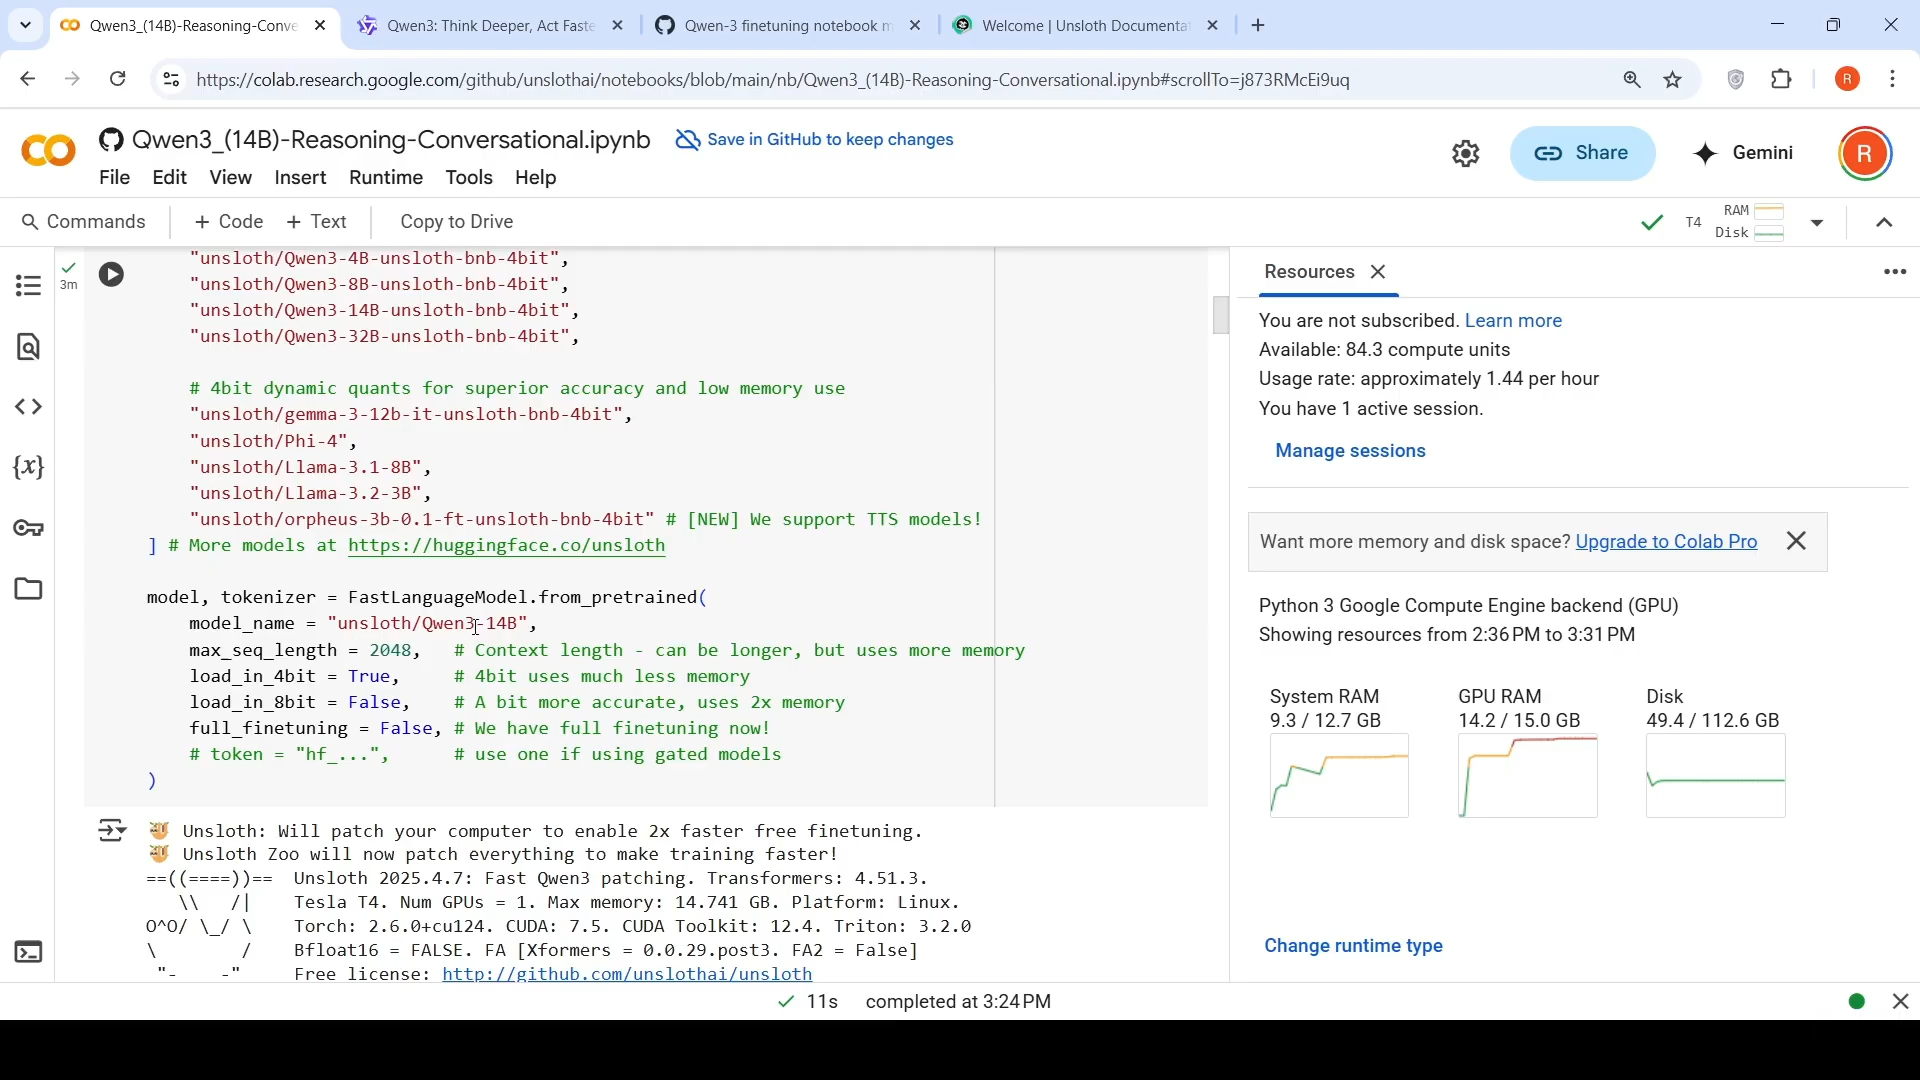 Qwen3_(14B)-Reasoning-Conve
Qwen3: Think Deeper, Act Faste
Qwen-3 finetuning notebook m
Welcome | Unsloth Documentat
https://colab.research.google.com/github/unslothai/notebooks/blob/main/nb/Qwen3_(14B)-Reasoning-Conversational.ipynb#scrollTo=j873RMcEi9uq
R
Qwen3_(14B)-Reasoning-Conversational.ipynb
Save in GitHub to keep changes
Share
Gemini
R
File Edit View Insert Runtime Tools Help
Commands
+ Code
+ Text
Copy to Drive
T4
RAM
Disk
3m
"unsloth/Qwen3-4B-unsloth-bnb-4bit",
"unsloth/Qwen3-8B-unsloth-bnb-4bit",
"unsloth/Qwen3-14B-unsloth-bnb-4bit",
"unsloth/Qwen3-32B-unsloth-bnb-4bit",
# 4bit dynamic quants for superior accuracy and low memory use
"unsloth/gemma-3-12b-it-unsloth-bnb-4bit",
"unsloth/Phi-4",
"unsloth/Llama-3.1-8B",
"unsloth/Llama-3.2-3B",
"unsloth/orpheus-3b-0.1-ft-unsloth-bnb-4bit" # [NEW] We support TTS models!
] # More models at https://huggingface.co/unsloth
model, tokenizer = FastLanguageModel.from_pretrained(
model_name = "unsloth/Qwen3-14B",
max_seq_length = 2048,   # Context length - can be longer, but uses more memory
load_in_4bit = True,     # 4bit uses much less memory
load_in_8bit = False,    # A bit more accurate, uses 2x memory
full_finetuning = False, # We have full finetuning now!
# token = "hf_...",      # use one if using gated models
)
{x}
🦥 Unsloth: Will patch your computer to enable 2x faster free finetuning.
🦥 Unsloth Zoo will now patch everything to make training faster!
==((====))==  Unsloth 2025.4.7: Fast Qwen3 patching. Transformers: 4.51.3.
   \\   /|    Tesla T4. Num GPUs = 1. Max memory: 14.741 GB. Platform: Linux.
O^O/ \_/ \    Torch: 2.6.0+cu124. CUDA: 7.5. CUDA Toolkit: 12.4. Triton: 3.2.0
\        /    Bfloat16 = FALSE. FA [Xformers = 0.0.29.post3. FA2 = False]
 "-    -"     Free license: http://github.com/unslothai/unsloth
Resources
You are not subscribed. Learn more
Available: 84.3 compute units
Usage rate: approximately 1.44 per hour
You have 1 active session.
Manage sessions
Want more memory and disk space? Upgrade to Colab Pro
Python 3 Google Compute Engine backend (GPU)
Showing resources from 2:36 PM to 3:31 PM
System RAM
9.3 / 12.7 GB
GPU RAM
14.2 / 15.0 GB
Disk
49.4 / 112.6 GB
Change runtime type
11s completed at 3:24 PM